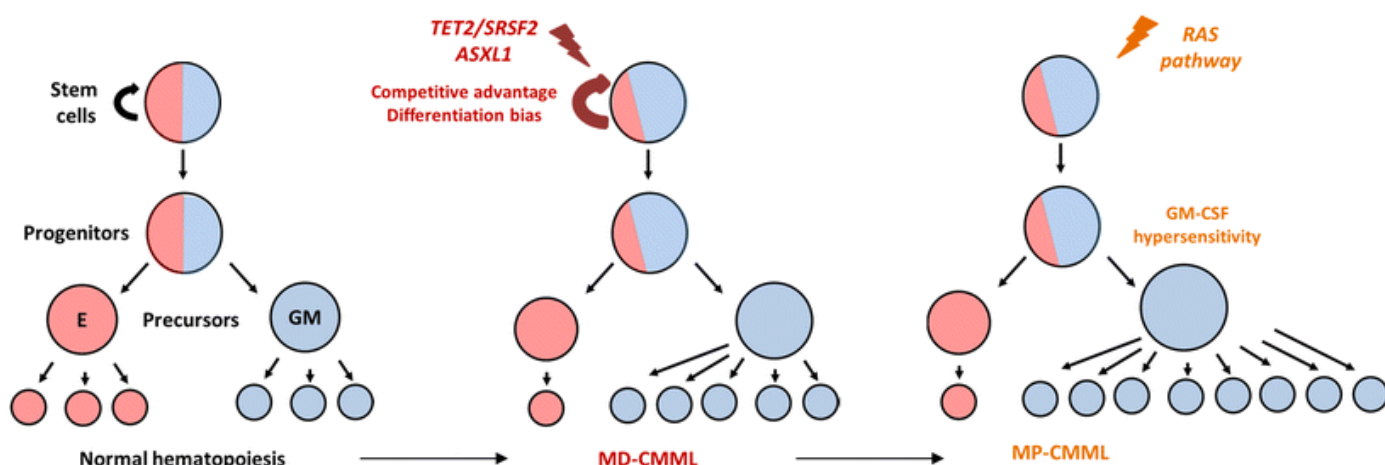 TET2/SRSF2
ASXL1
RAS
pathway
Stem
cells
Competitive advantage
Differentiation bias
Progenitors
GM-CSF
hypersensitivity
E
Precursors
GM
Normal hematopoiesis
MD-CMML
MP-CMML